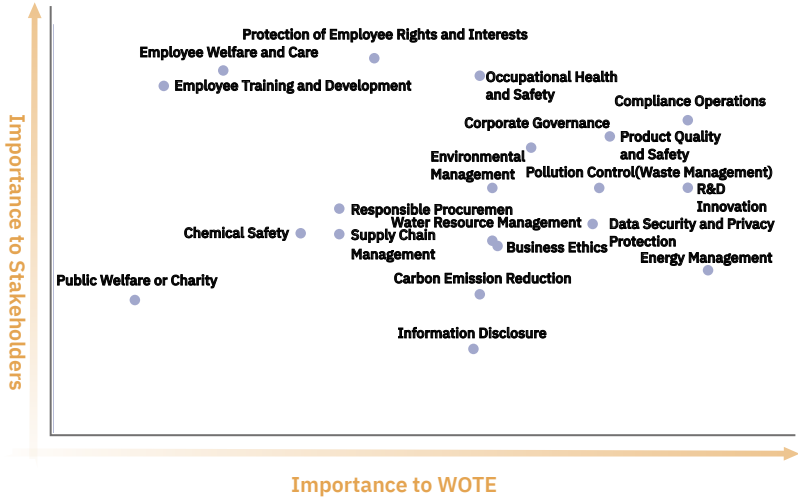 Protection of Employee Rights and Interests
Employee Welfare and Care
Employee Training and Development
Occupational Health
and Safety
Compliance Operations
Corporate Governance
Product Quality
and Safety
Environmental
Management
Pollution Control(Waste Management)
R&D
Innovation
Responsible Procuremen
Water Resource Management
Data Security and Privacy
Protection
Chemical Safety
Supply Chain
Management
Business Ethics
Energy Management
Public Welfare or Charity
Carbon Emission Reduction
Information Disclosure
Importance to Stakeholders
Importance to WOTE